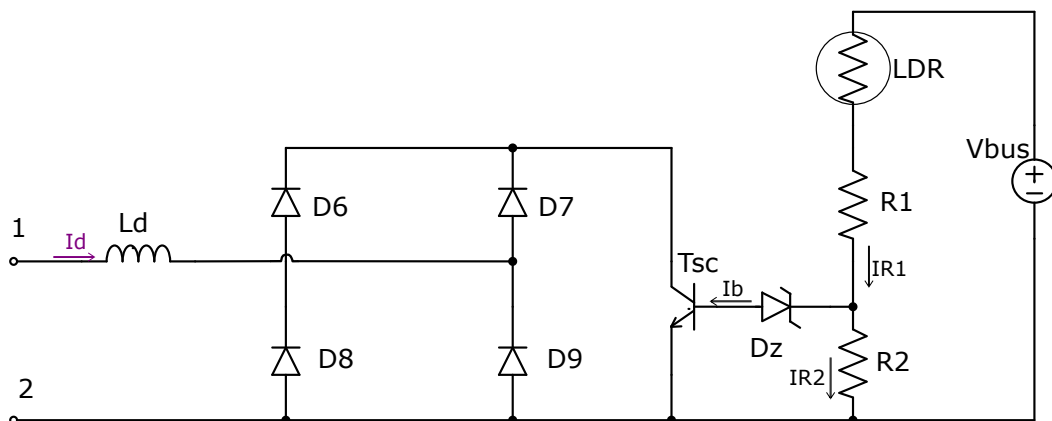 LDR
Vbus
D6
D7
R1
1
Ld
Id
Tsc
IR1
Ib
Dz
D8
D9
R2
IR2
2